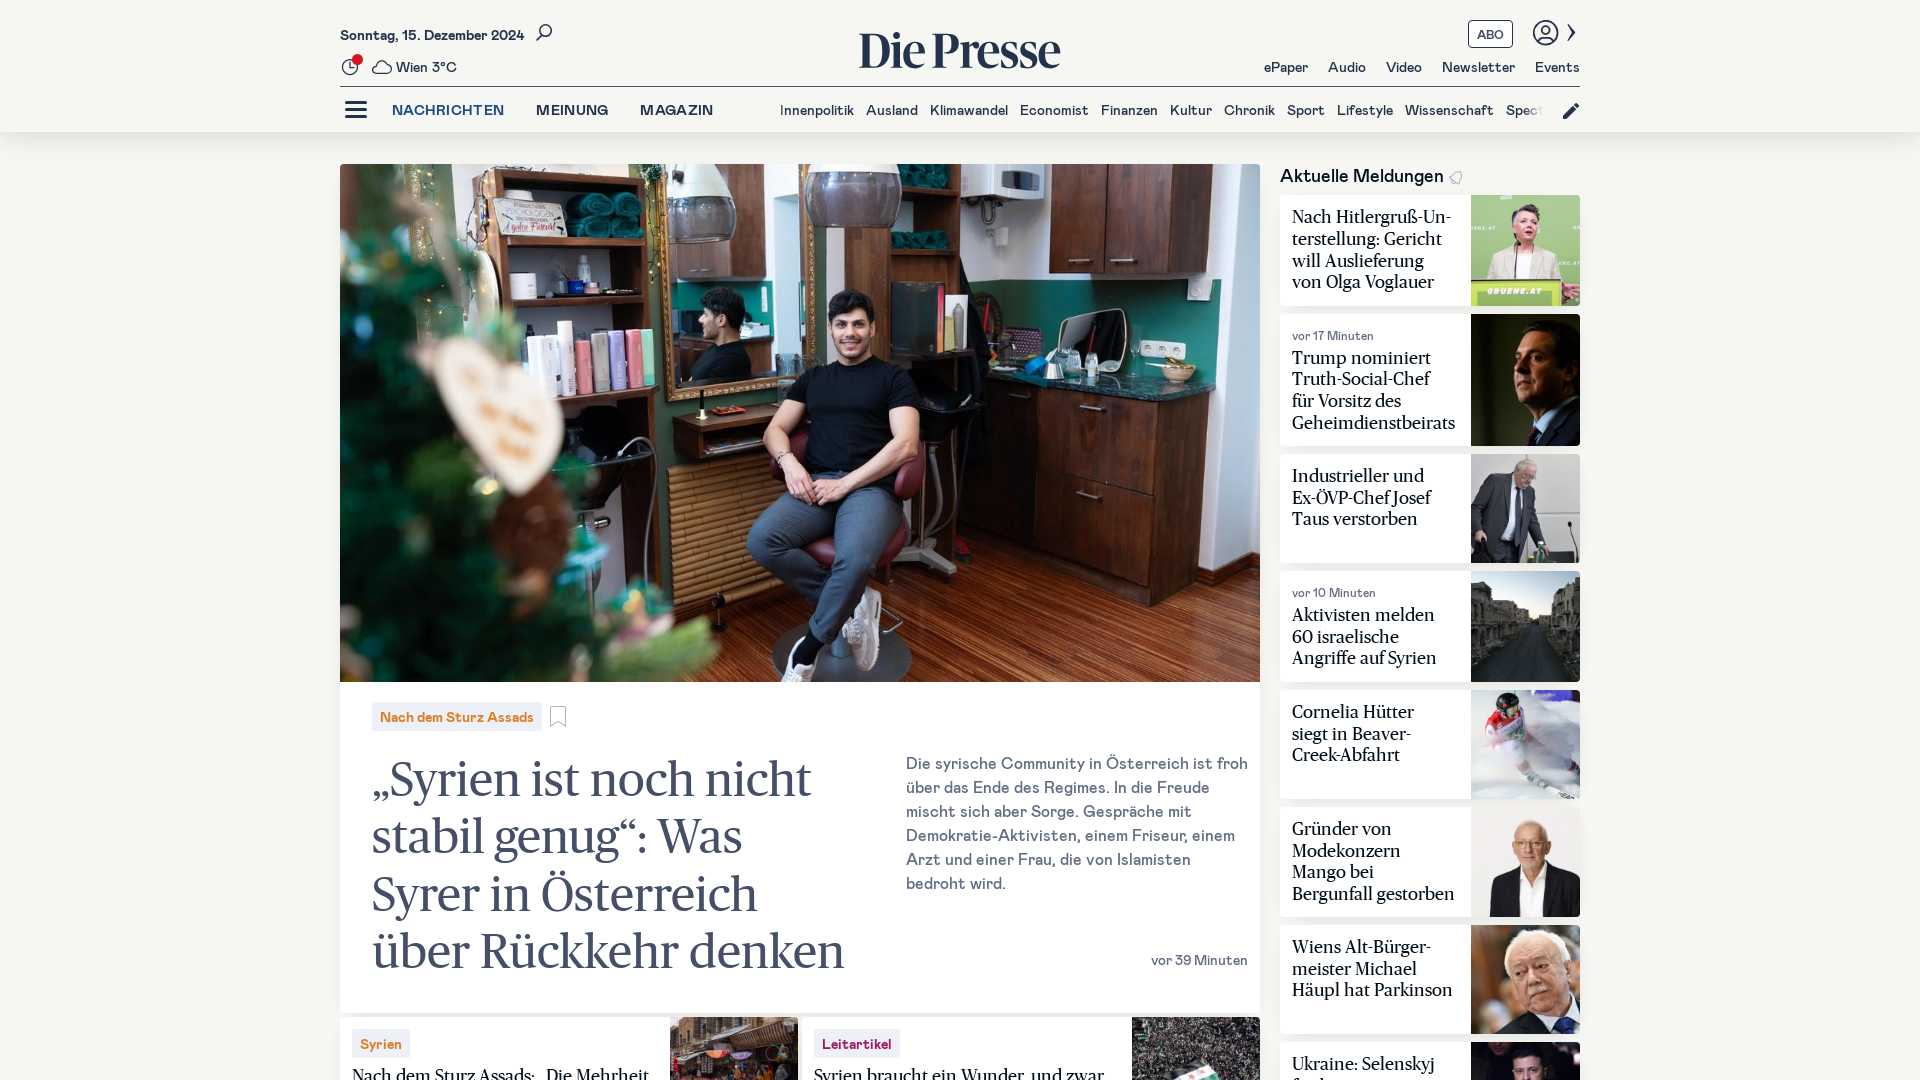 Sonntag, 15. Dezember 2024
Wien 3°C
Die Presse
ABO
ePaper Audio Video Newsletter Events
NACHRICHTEN MEINUNG MAGAZIN
Innenpolitik Ausland Klimawandel Economist Finanzen Kultur Chronik Sport Lifestyle Wissenschaft Spect
Nach dem Sturz Assads
„Syrien ist noch nicht
stabil genug“: Was
Syrer in Österreich
über Rückkehr denken
Die syrische Community in Österreich ist froh
über das Ende des Regimes. In die Freude
mischt sich aber Sorge. Gespräche mit
Demokratie-Aktivisten, einem Friseur, einem
Arzt und einer Frau, die von Islamisten
bedroht wird.
vor 39 Minuten
Syrien
Nach dem Sturz Assads: „Die Mehrheit
Leitartikel
Syrien braucht ein Wunder, und zwar
Aktuelle Meldungen
Nach Hitlergruß-Un-
terstellung: Gericht
will Auslieferung
von Olga Voglauer
GRUENE.AT
vor 17 Minuten
Trump nominiert
Truth-Social-Chef
für Vorsitz des
Geheimdienstbeirats
Industrieller und
Ex-ÖVP-Chef Josef
Taus verstorben
vor 10 Minuten
Aktivisten melden
60 israelische
Angriffe auf Syrien
Cornelia Hütter
siegt in Beaver-
Creek-Abfahrt
Gründer von
Modekonzern
Mango bei
Bergunfall gestorben
Wiens Alt-Bürger-
meister Michael
Häupl hat Parkinson
Ukraine: Selenskyj